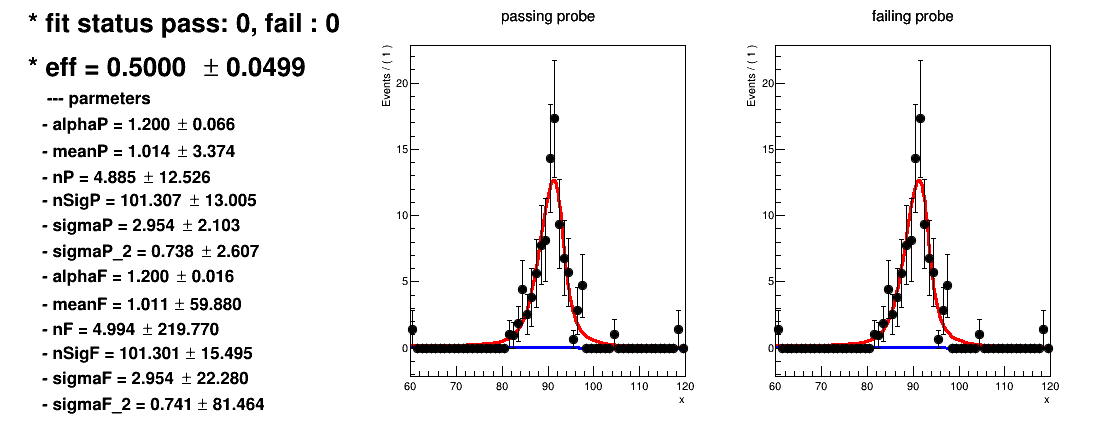 * fit status pass: 0, fail : 0
* eff = 0.5000 ± 0.0499
--- parmeters
- alphaP = 1.200 ± 0.066
- meanP = 1.014 ± 3.374
- nP = 4.885 ± 12.526
- nSigP = 101.307 ± 13.005
- sigmaP = 2.954 ± 2.103
- sigmaP_2 = 0.738 ± 2.607
- alphaF = 1.200 ± 0.016
- meanF = 1.011 ± 59.880
- nF = 4.994 ± 219.770
- nSigF = 101.301 ± 15.495
- sigmaF = 2.954 ± 22.280
- sigmaF_2 = 0.741 ± 81.464
passing probe
Events / ( 1 )
20
15
10
5
0
60 70 80 90 100 110 120
x
failing probe
Events / ( 1 )
20
15
10
5
0
60 70 80 90 100 110 120
x